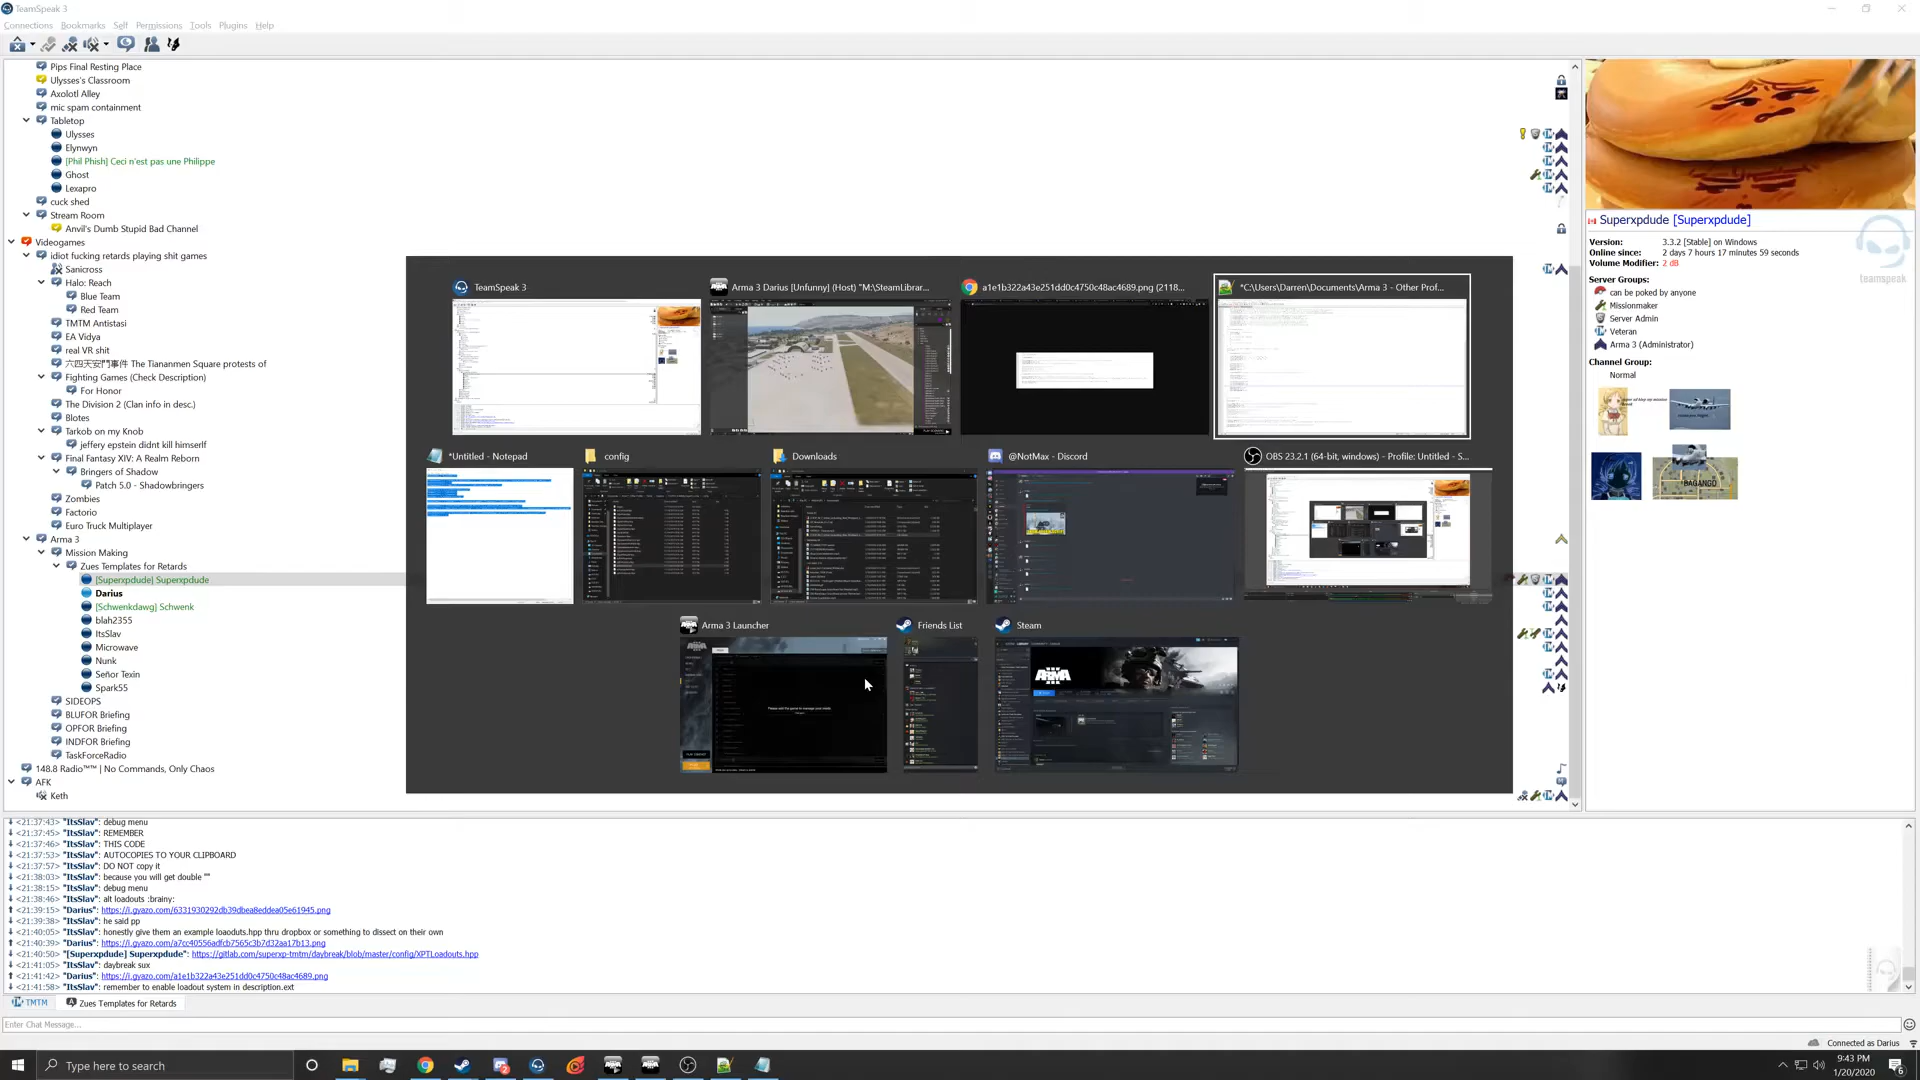 TeamSpeak 3
Connections Bookmarks Self Permissions Tools Plugins Help
Pips Final Resting Place
Ulysses's Classroom
Axolotl Alley
mic spam containment
Tabletop
Ulysses
Elynwyn
[Phil Phish] Ceci n'est pas une Philippe
Ghost
Lexapro
cuck shed
Stream Room
Anvil's Dumb Stupid Bad Channel
Videogames
idiot fucking retards playing shit games
Sanicross
Halo: Reach
Blue Team
Red Team
TMTM Antistasi
EA Vidya
real VR shit
六四天安門事件 The Tiananmen Square protests of
Fighting Games (Check Description)
For Honor
The Division 2 (Clan info in desc.)
Blotes
Tarkob on my Knob
jeffery epstein didnt kill himserlf
Final Fantasy XIV: A Realm Reborn
Bringers of Shadow
Patch 5.0 - Shadowbringers
Zombies
Factorio
Euro Truck Multiplayer
Arma 3
Mission Making
Zues Templates for Retards
[Superxpdude] Superxpdude
Darius
[Schwenkdawg] Schwenk
blah2355
ItsSlav
Microwave
Nunk
Señor Texin
Spark55
SIDEOPS
BLUFOR Briefing
OPFOR Briefing
INDFOR Briefing
TaskForceRadio
148.8 Radio™™ | No Commands, Only Chaos
AFK
Keth
TeamSpeak 3
Arma 3 Darius [Unfunny] (Host) "M:\SteamLibrar...
a1e1b322a43e251dd0c4750c48ac4689.png (2118...
*C:\Users\Darren\Documents\Arma 3 - Other Prof...
*Untitled - Notepad
config
Downloads
@NotMax - Discord
OBS 23.2.1 (64-bit, windows) - Profile: Untitled - S...
Arma 3 Launcher
Friends List
Steam
ARMA III
Superxpdude [Superxpdude]
Version: 3.3.2 [Stable] on Windows
Online since: 2 days 7 hours 17 minutes 59 seconds
Volume Modifier: 2 dB
teamspeak
Server Groups:
can be poked by anyone
Missionmaker
Server Admin
Veteran
Arma 3 (Administrator)
Channel Group:
Normal
BAGANGO
<21:37:43> "ItsSlav": debug menu
<21:37:45> "ItsSlav": REMEMBER
<21:37:46> "ItsSlav": THIS CODE
<21:37:53> "ItsSlav": AUTOCOPIES TO YOUR CLIPBOARD
<21:37:57> "ItsSlav": DO NOT copy it
<21:38:03> "ItsSlav": because you will get double ""
<21:38:15> "ItsSlav": debug menu
<21:38:46> "ItsSlav": alt loadouts :brainy:
<21:39:15> "Darius": https://i.gyazo.com/6331930292db39dbea8eddea05e61945.png
<21:39:38> "ItsSlav": he said pp
<21:40:05> "ItsSlav": honestly give them an example loaoduts.hpp thru dropbox or something to dissect on their own
<21:40:39> "Darius": https://i.gyazo.com/a7cc40556adfcb7565c3b7d32aa17b13.png
<21:40:50> "[Superxpdude] Superxpdude": https://gitlab.com/superxp-tmtm/daybreak/blob/master/config/XPTLoadouts.hpp
<21:41:05> "ItsSlav": daybreak sux
<21:41:42> "Darius": https://i.gyazo.com/a1e1b322a43e251dd0c4750c48ac4689.png
<21:41:58> "ItsSlav": remember to enable loadout system in description.ext
TMTM Zues Templates for Retards
Enter Chat Message...
Connected as Darius
Type here to search
9:43 PM
1/20/2020